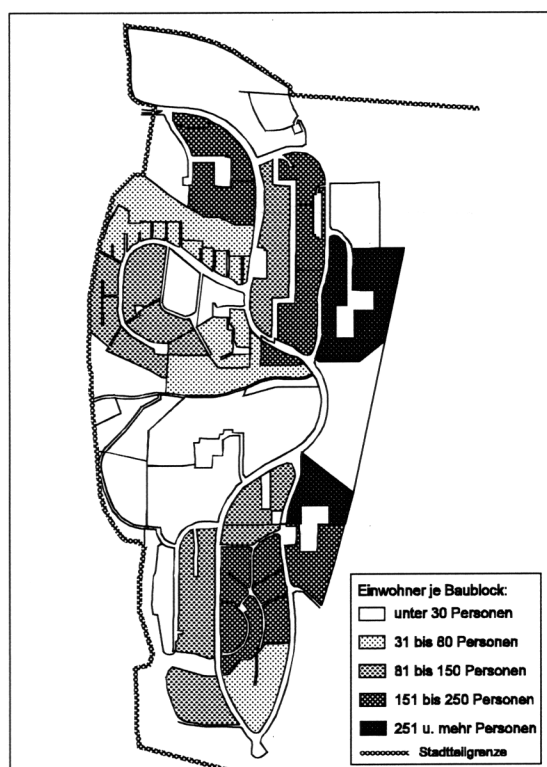 Einwohner je Baublock:
unter 30 Personen
31 bis 80 Personen
81 bis 150 Personen
151 bis 250 Personen
251 u. mehr Personen
Stadtteilgrenze